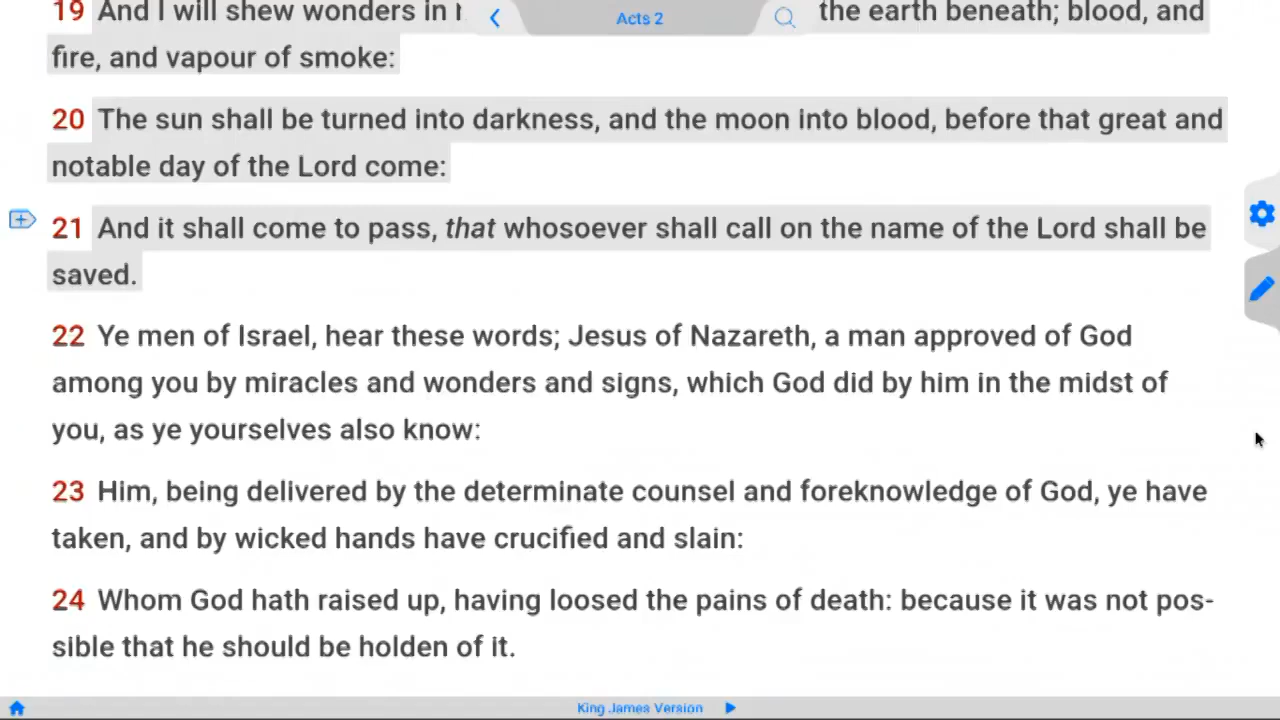 19 And I will shew wonders in
Acts 2
the earth beneath; blood, and
fire, and vapour of smoke:
20 The sun shall be turned into darkness, and the moon into blood, before that great and
notable day of the Lord come:
21 And it shall come to pass, that whosoever shall call on the name of the Lord shall be
saved.
22 Ye men of Israel, hear these words; Jesus of Nazareth, a man approved of God
among you by miracles and wonders and signs, which God did by him in the midst of
you, as ye yourselves also know:
23 Him, being delivered by the determinate counsel and foreknowledge of God, ye have
taken, and by wicked hands have crucified and slain:
24 Whom God hath raised up, having loosed the pains of death: because it was not pos-
sible that he should be holden of it.
King James Version